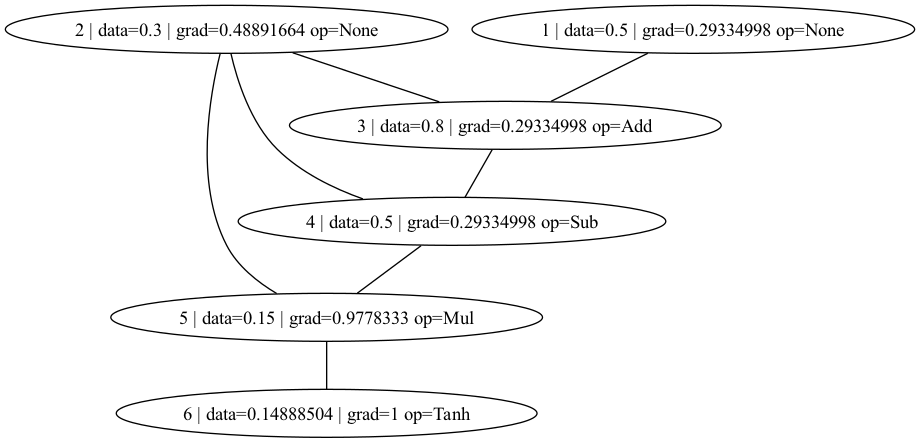 2 | data=0.3 | grad=0.48891664 op=None
1 | data=0.5 | grad=0.29334998 op=None
3 | data=0.8 | grad=0.29334998 op=Add
4 | data=0.5 | grad=0.29334998 op=Sub
5 | data=0.15 | grad=0.9778333 op=Mul
6 | data=0.14888504 | grad=1 op=Tanh